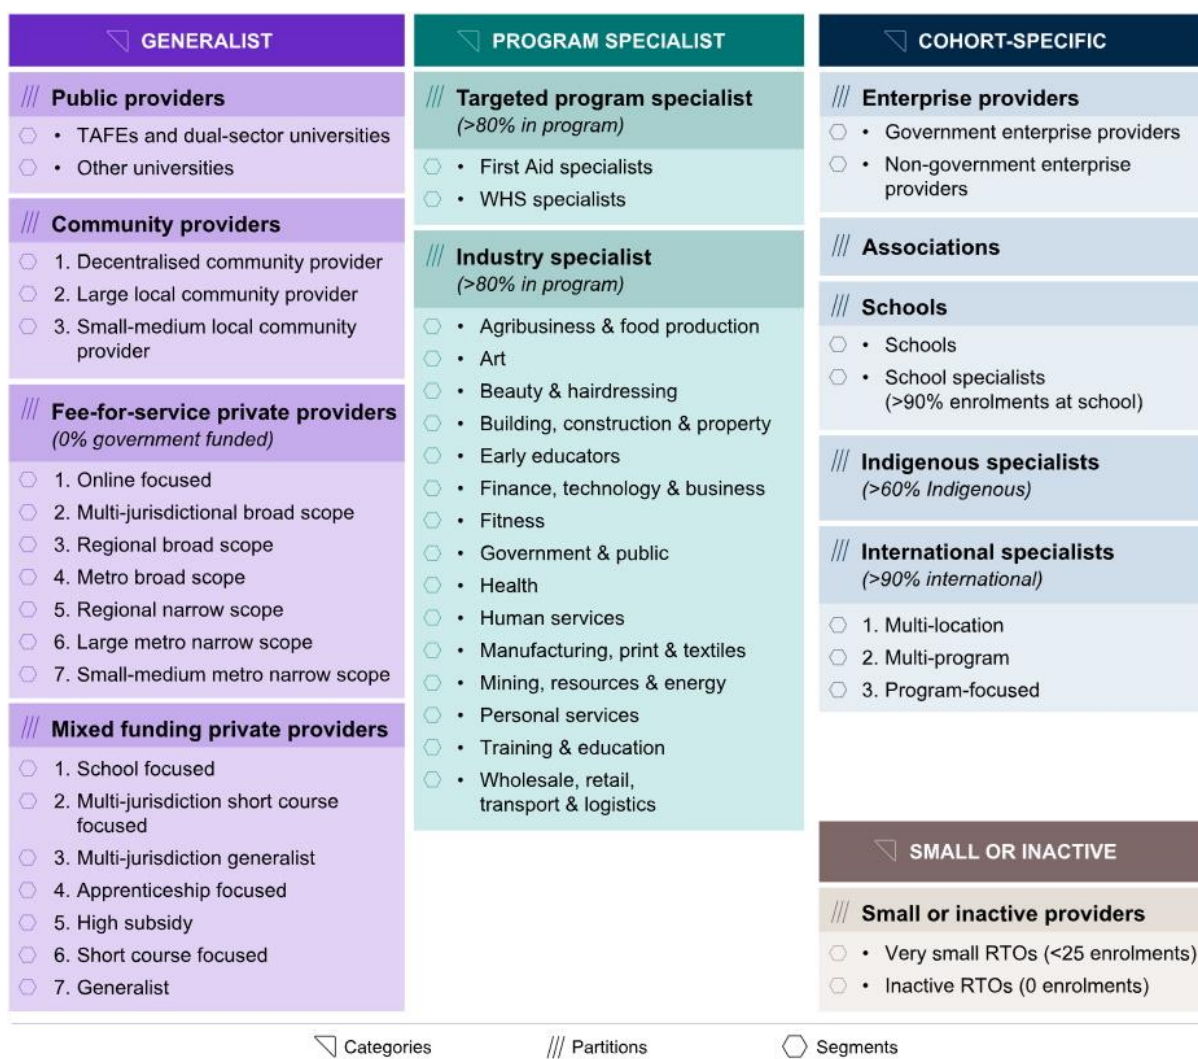 GENERALIST
Public providers
• TAFEs and dual-sector universities
• Other universities
Community providers
1. Decentralised community provider
2. Large local community provider
3. Small-medium local community
provider
Fee-for-service private providers
(0% government funded)
1. Online focused
2. Multi-jurisdictional broad scope
3. Regional broad scope
4. Metro broad scope
5. Regional narrow scope
6. Large metro narrow scope
7. Small-medium metro narrow scope
Mixed funding private providers
1. School focused
2. Multi-jurisdiction short course
focused
3. Multi-jurisdiction generalist
4. Apprenticeship focused
5. High subsidy
6. Short course focused
7. Generalist
PROGRAM SPECIALIST
Targeted program specialist
(>80% in program)
• First Aid specialists
• WHS specialists
Industry specialist
(>80% in program)
• Agribusiness & food production
• Art
• Beauty & hairdressing
• Building, construction & property
• Early educators
• Finance, technology & business
• Fitness
• Government & public
• Health
• Human services
• Manufacturing, print & textiles
• Mining, resources & energy
• Personal services
• Training & education
• Wholesale, retail,
transport & logistics
COHORT-SPECIFIC
Enterprise providers
• Government enterprise providers
• Non-government enterprise
providers
Associations
Schools
• Schools
• School specialists
(>90% enrolments at school)
Indigenous specialists
(>60% Indigenous)
International specialists
(>90% international)
1. Multi-location
2. Multi-program
3. Program-focused
SMALL OR INACTIVE
Small or inactive providers
• Very small RTOs (<25 enrolments)
• Inactive RTOs (0 enrolments)
Categories
Partitions
Segments